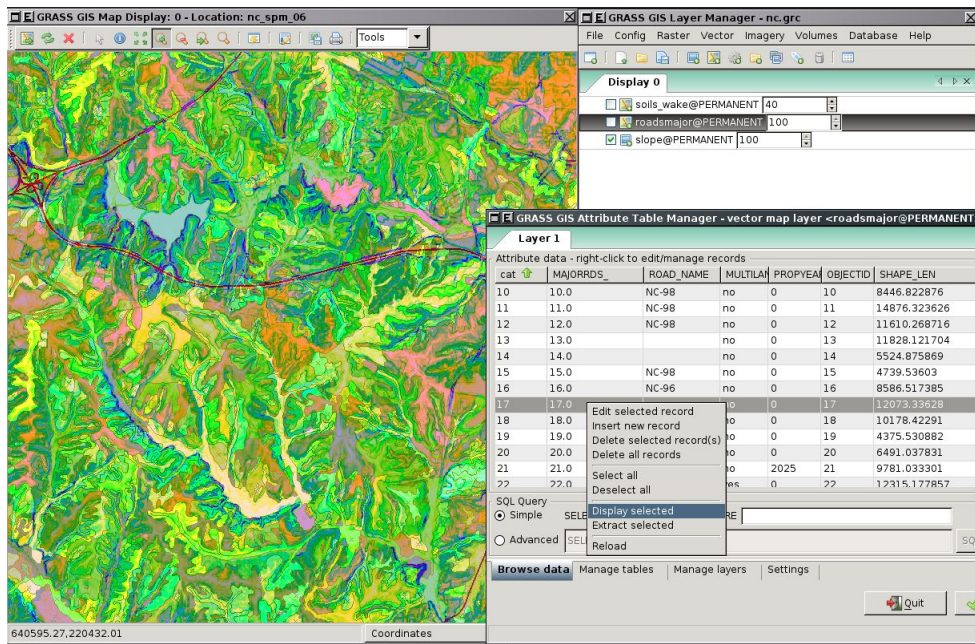 GRASS GIS Map Display: 0 - Location: nc_spm_06
Tools
640595.27,220432.01
Coordinates
GRASS GIS Layer Manager - nc.grc
File Config Raster Vector Imagery Volumes Database Help
Display 0
soils_wake@PERMANENT 40
roadsmajor@PERMANENT 100
slope@PERMANENT 100
GRASS GIS Attribute Table Manager - vector map layer <roadsmajor@PERMANENT
Layer 1
Attribute data - right-click to edit/manage records
cat MAJORRDS_ ROAD_NAME MULTILAN PROPYEAR OBJECTID SHAPE_LEN
10 10.0 NC-98 no 0 10 8446.822876
11 11.0 NC-98 no 0 11 14876.323626
12 12.0 NC-98 no 0 12 11610.268716
13 13.0 no 0 13 11828.121704
14 14.0 no 0 14 5524.875869
15 15.0 NC-98 no 0 15 4739.53603
16 16.0 NC-96 no 0 16 8586.517385
17 17.0 no 0 17 12073.33628
18 18.0 no 0 18 10178.42291
19 19.0 no 0 19 4375.530882
20 20.0 no 0 20 6491.037831
21 21.0 no 2025 21 9781.033301
22 22.0 res 0 22 12315.177857
Edit selected record
Insert new record
Delete selected record(s)
Delete all records
Select all
Deselect all
Display selected
Extract selected
Reload
SQL Query
Simple SELE RE
Advanced SEL SQ
Browse data Manage tables Manage layers Settings
Quit